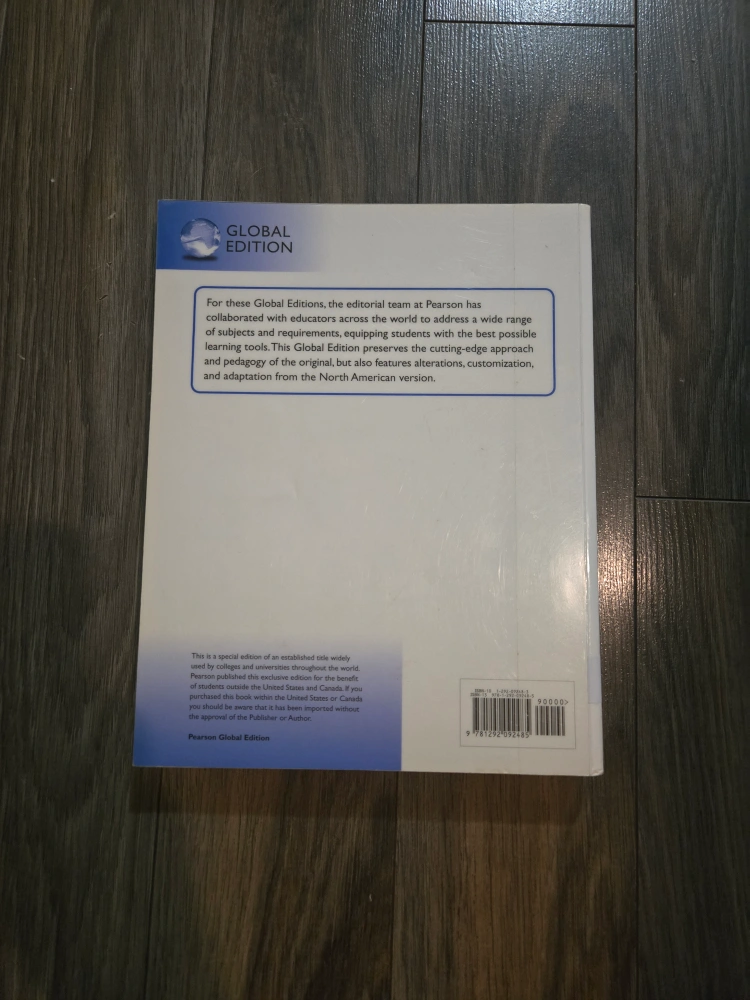 GLOBAL
EDITION
For these Global Editions, the editorial team at Pearson has
collaborated with educators across the world to address a wide range
of subjects and requirements, equipping students with the best possible
learning tools. This Global Edition preserves the cutting-edge approach
and pedagogy of the original, but also features alterations, customization,
and adaptation from the North American version.
This is a special edition of an established title widely
used by colleges and universities throughout the world.
Pearson published this exclusive edition for the benefit
of students outside the United States and Canada. If you
purchased this book within the United States or Canada
you should be aware that it has been imported without
the approval of the Publisher or Author.
Pearson Global Edition
90000>
9 781292 092485